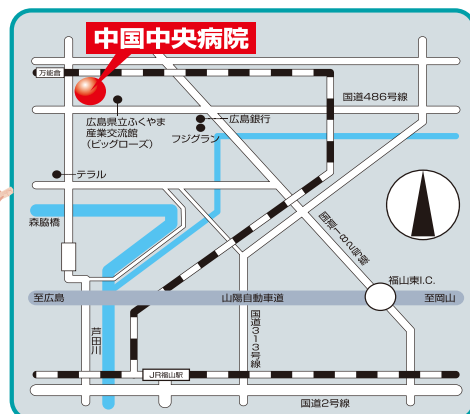 中国中央病院
万能倉
国道486号線
広島県立ふくやま
産業交流館
(ビッグローズ)
広島銀行
フジグラン
テラル
森脇橋
国道182号線
福山東I.C.
至広島
山陽自動車道
至岡山
芦田川
国道313号線
JR福山駅
国道2号線